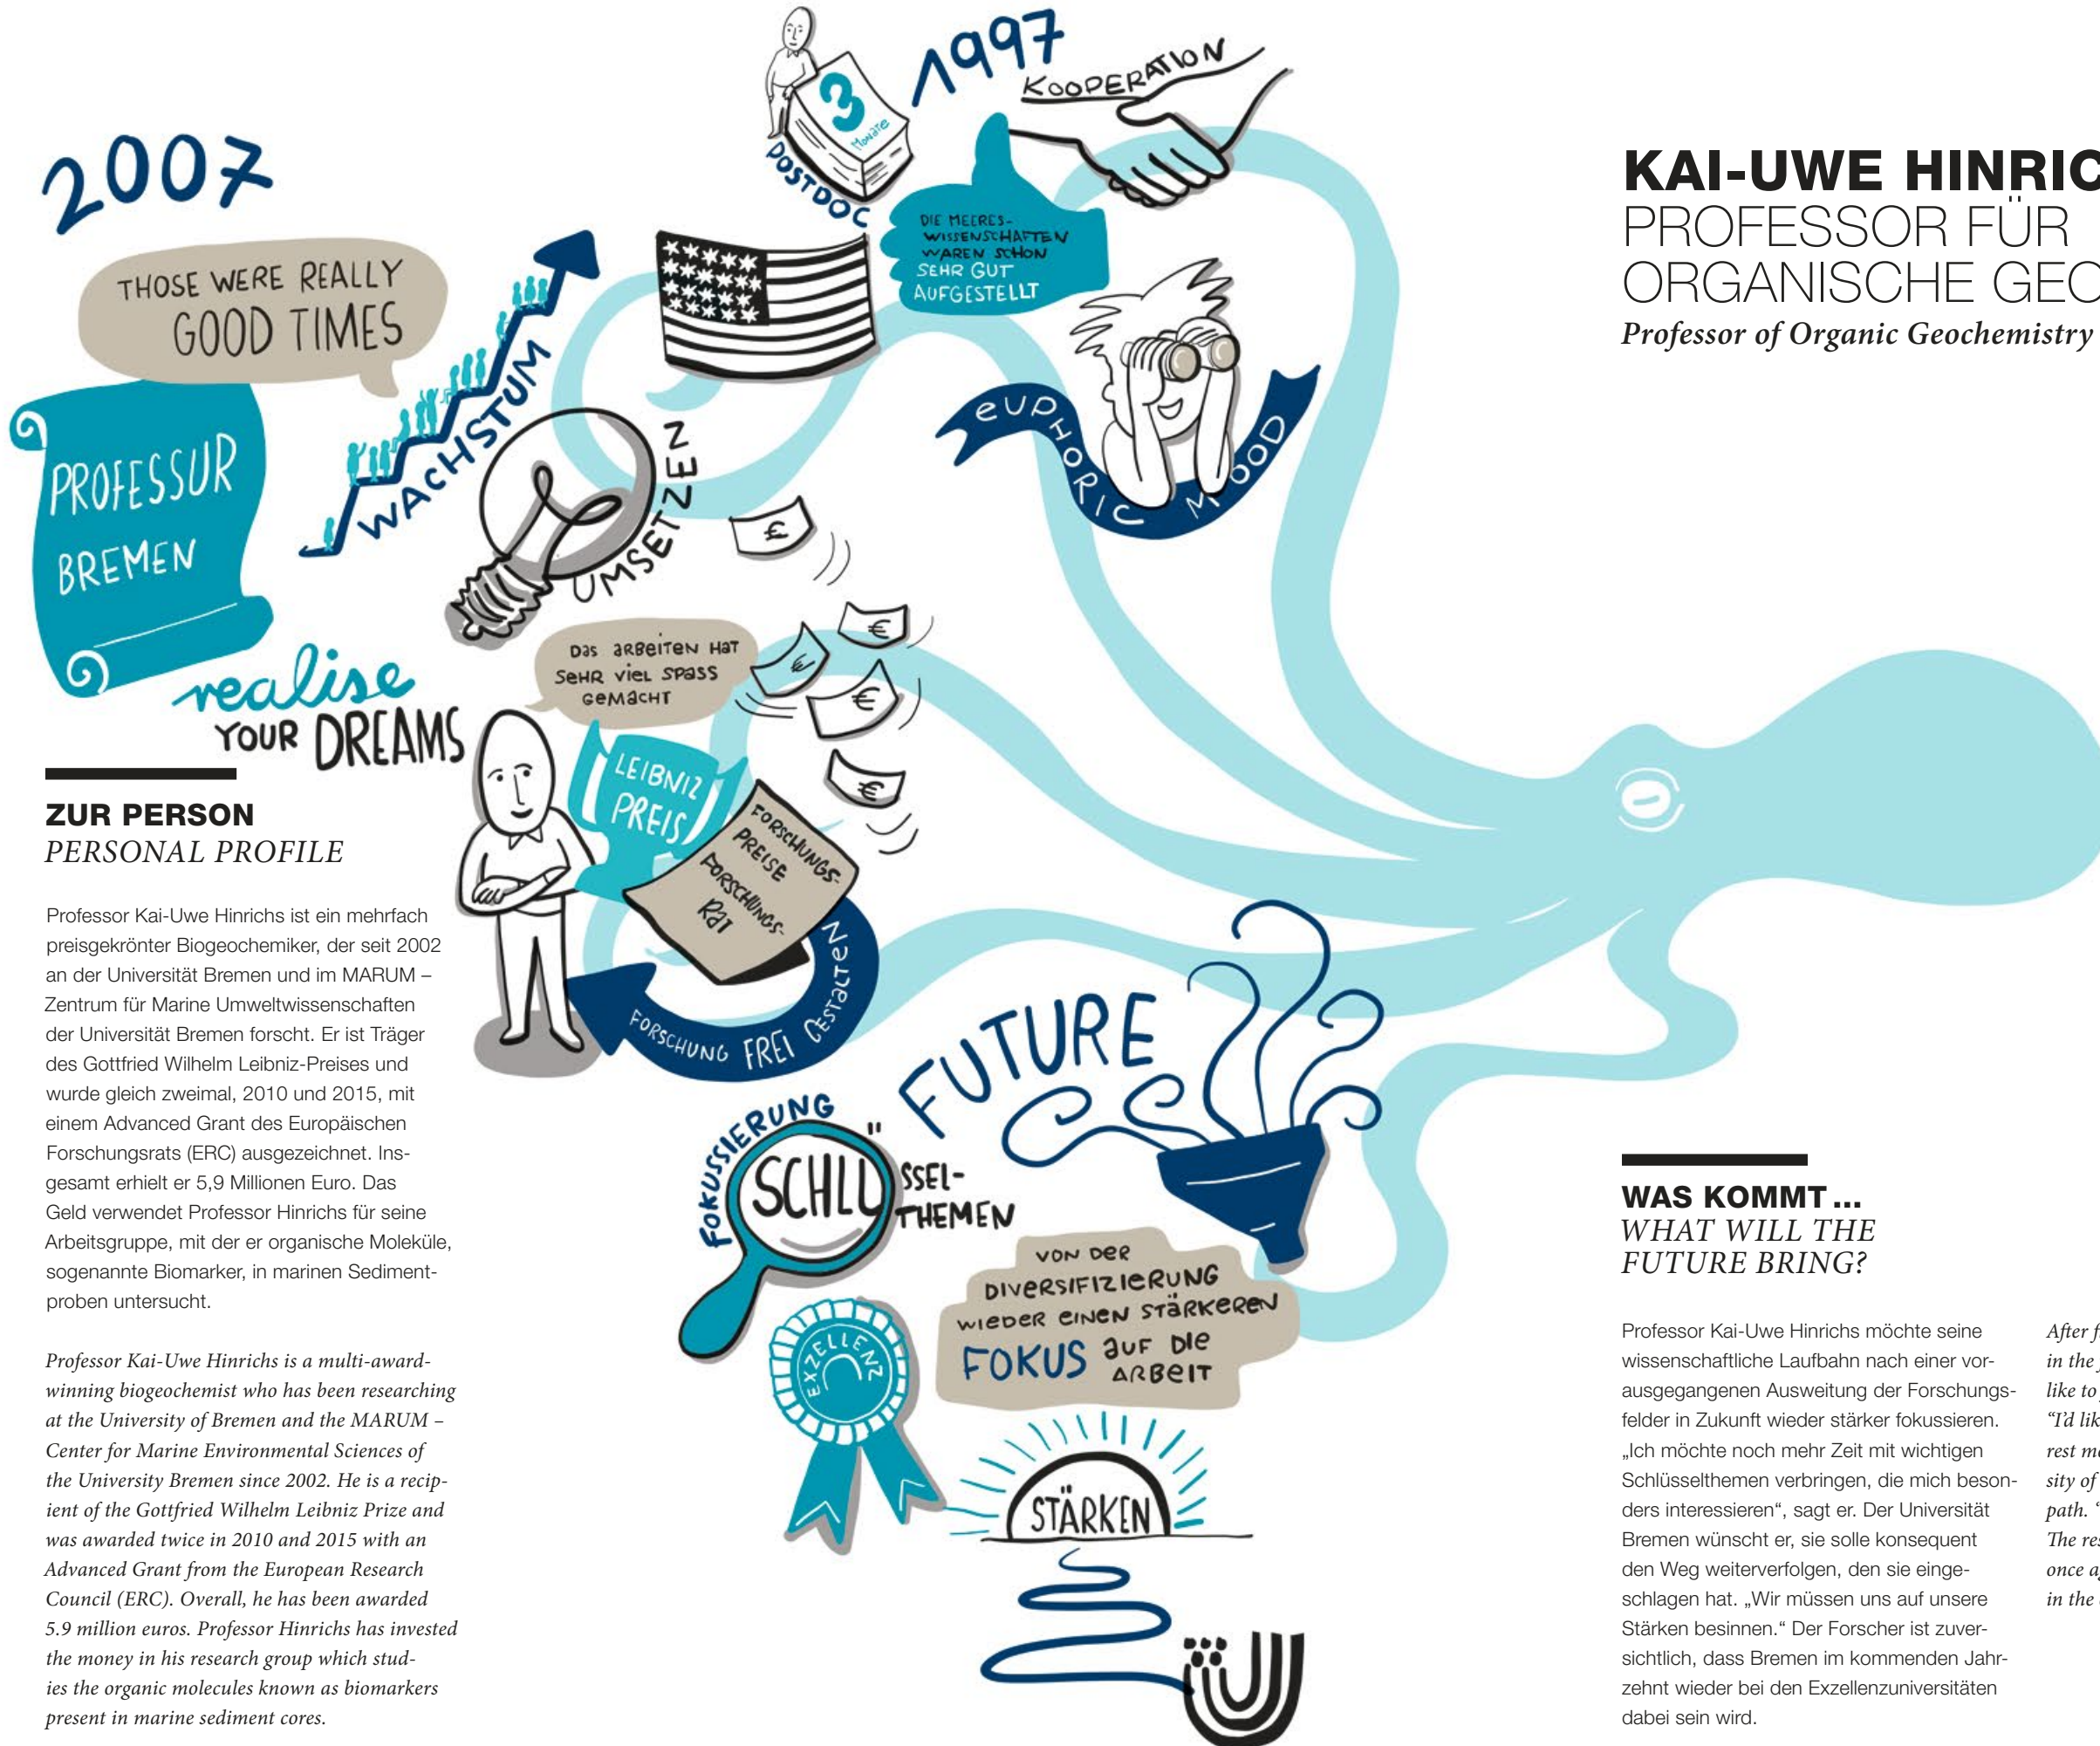 2007
THOSE WERE REALLY
GOOD TIMES
PROFESSUR
BREMEN
WACHSTUM
UMSETZEN
realise
YOUR DREAMS
3
Monate
POSTDOC
1997
KOOPERATION
DIE MEERES-
WISSENSCHAFTEN
WAREN SCHON
SEHR GUT
AUFGESTELLT
EUPHORIC MOOD
€
€
€
€
€
DAS ARBEITEN HAT
SEHR VIEL SPASS
GEMACHT
LEIBNIZ
PREIS
FORSCHUNGS-
PREISE
FORSCHUNGS-
RAT
FORSCHUNG FREI GESTALTEN
FUTURE
FOKUSSIERUNG
SCHLÜSSEL-
THEMEN
VON DER
DIVERSIFIZIERUNG
WIEDER EINEN STÄRKEREN
FOKUS AUF DIE
ARBEIT
EXZELLENZ
STÄRKEN
KAI-UWE HINRIC
PROFESSOR FÜR
ORGANISCHE GEO
Professor of Organic Geochemistry
ZUR PERSON
PERSONAL PROFILE
Professor Kai-Uwe Hinrichs ist ein mehrfach
preisgekrönter Biogeochemiker, der seit 2002
an der Universität Bremen und im MARUM –
Zentrum für Marine Umweltwissenschaften
der Universität Bremen forscht. Er ist Träger
des Gottfried Wilhelm Leibniz-Preises und
wurde gleich zweimal, 2010 und 2015, mit
einem Advanced Grant des Europäischen
Forschungsrats (ERC) ausgezeichnet. Ins-
gesamt erhielt er 5,9 Millionen Euro. Das
Geld verwendet Professor Hinrichs für seine
Arbeitsgruppe, mit der er organische Moleküle,
sogenannte Biomarker, in marinen Sediment-
proben untersucht.
Professor Kai-Uwe Hinrichs is a multi-award-
winning biogeochemist who has been researching
at the University of Bremen and the MARUM –
Center for Marine Environmental Sciences of
the University Bremen since 2002. He is a recip-
ient of the Gottfried Wilhelm Leibniz Prize and
was awarded twice in 2010 and 2015 with an
Advanced Grant from the European Research
Council (ERC). Overall, he has been awarded
5.9 million euros. Professor Hinrichs has invested
the money in his research group which stud-
ies the organic molecules known as biomarkers
present in marine sediment cores.
WAS KOMMT ...
WHAT WILL THE
FUTURE BRING?
Professor Kai-Uwe Hinrichs möchte seine
wissenschaftliche Laufbahn nach einer vor-
ausgegangenen Ausweitung der Forschungs-
felder in Zukunft wieder stärker fokussieren.
„Ich möchte noch mehr Zeit mit wichtigen
Schlüsselthemen verbringen, die mich beson-
ders interessieren“, sagt er. Der Universität
Bremen wünscht er, sie solle konsequent
den Weg weiterverfolgen, den sie einge-
schlagen hat. „Wir müssen uns auf unsere
Stärken besinnen.“ Der Forscher ist zuver-
sichtlich, dass Bremen im kommenden Jahr-
zehnt wieder bei den Exzellenzuniversitäten
dabei sein wird.
After f
in the
like to
“I’d lik
rest m
sity of
path. “
The res
once a
in the